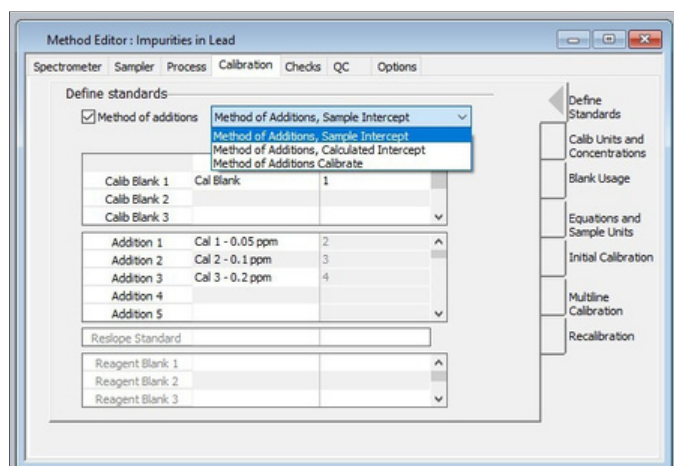 Method Editor : Impurities in Lead
Spectrometer Sampler Process Calibration Checks QC Options
Define standards
Method of additions Method of Additions, Sample Intercept
Method of Additions, Sample Intercept
Method of Additions, Calculated Intercept
Method of Additions Calibrate
Calib Blank 1 Cal Blank 1
Calib Blank 2
Calib Blank 3
Addition 1 Cal 1 - 0.05 ppm 2
Addition 2 Cal 2 - 0.1 ppm 3
Addition 3 Cal 3 - 0.2 ppm 4
Addition 4
Addition 5
Reslope Standard
Reagent Blank 1
Reagent Blank 2
Reagent Blank 3
Define
Standards
Calib Units and
Concentrations
Blank Usage
Equations and
Sample Units
Initial Calibration
Multiline
Calibration
Recalibration